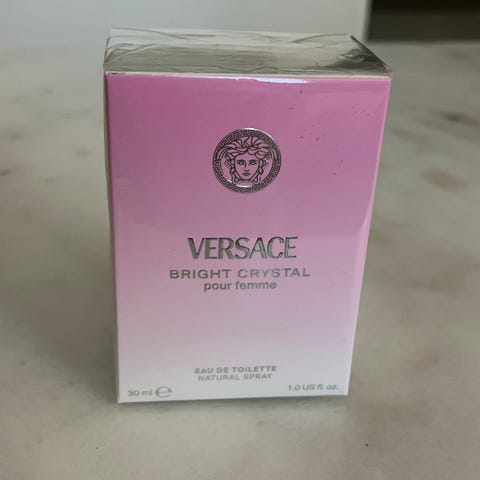 VERSACE
BRIGHT CRYSTAL
pour femme
EAU DE TOILETTE
NATURAL SPRAY
30 ml ℮ 1.0 US fl. oz.